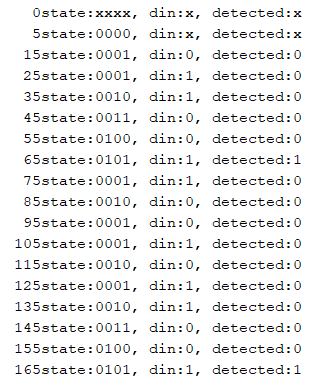 0state:xxxx, din:x, detected:x
5state:0000, din:x, detected:x
15state:0001, din:0, detected:0
25state:0001, din:1, detected:0
35state:0010, din:1, detected:0
45state:0011, din:0, detected:0
55state:0100, din:0, detected:0
65state:0101, din:1, detected:1
75state:0001, din:1, detected:0
85state:0010, din:0, detected:0
95state:0001, din:0, detected:0
105state:0001, din:1, detected:0
115state:0010, din:0, detected:0
125state:0001, din:1, detected:0
135state:0010, din:1, detected:0
145state:0011, din:0, detected:0
155state:0100, din:0, detected:0
165state:0101, din:1, detected:1